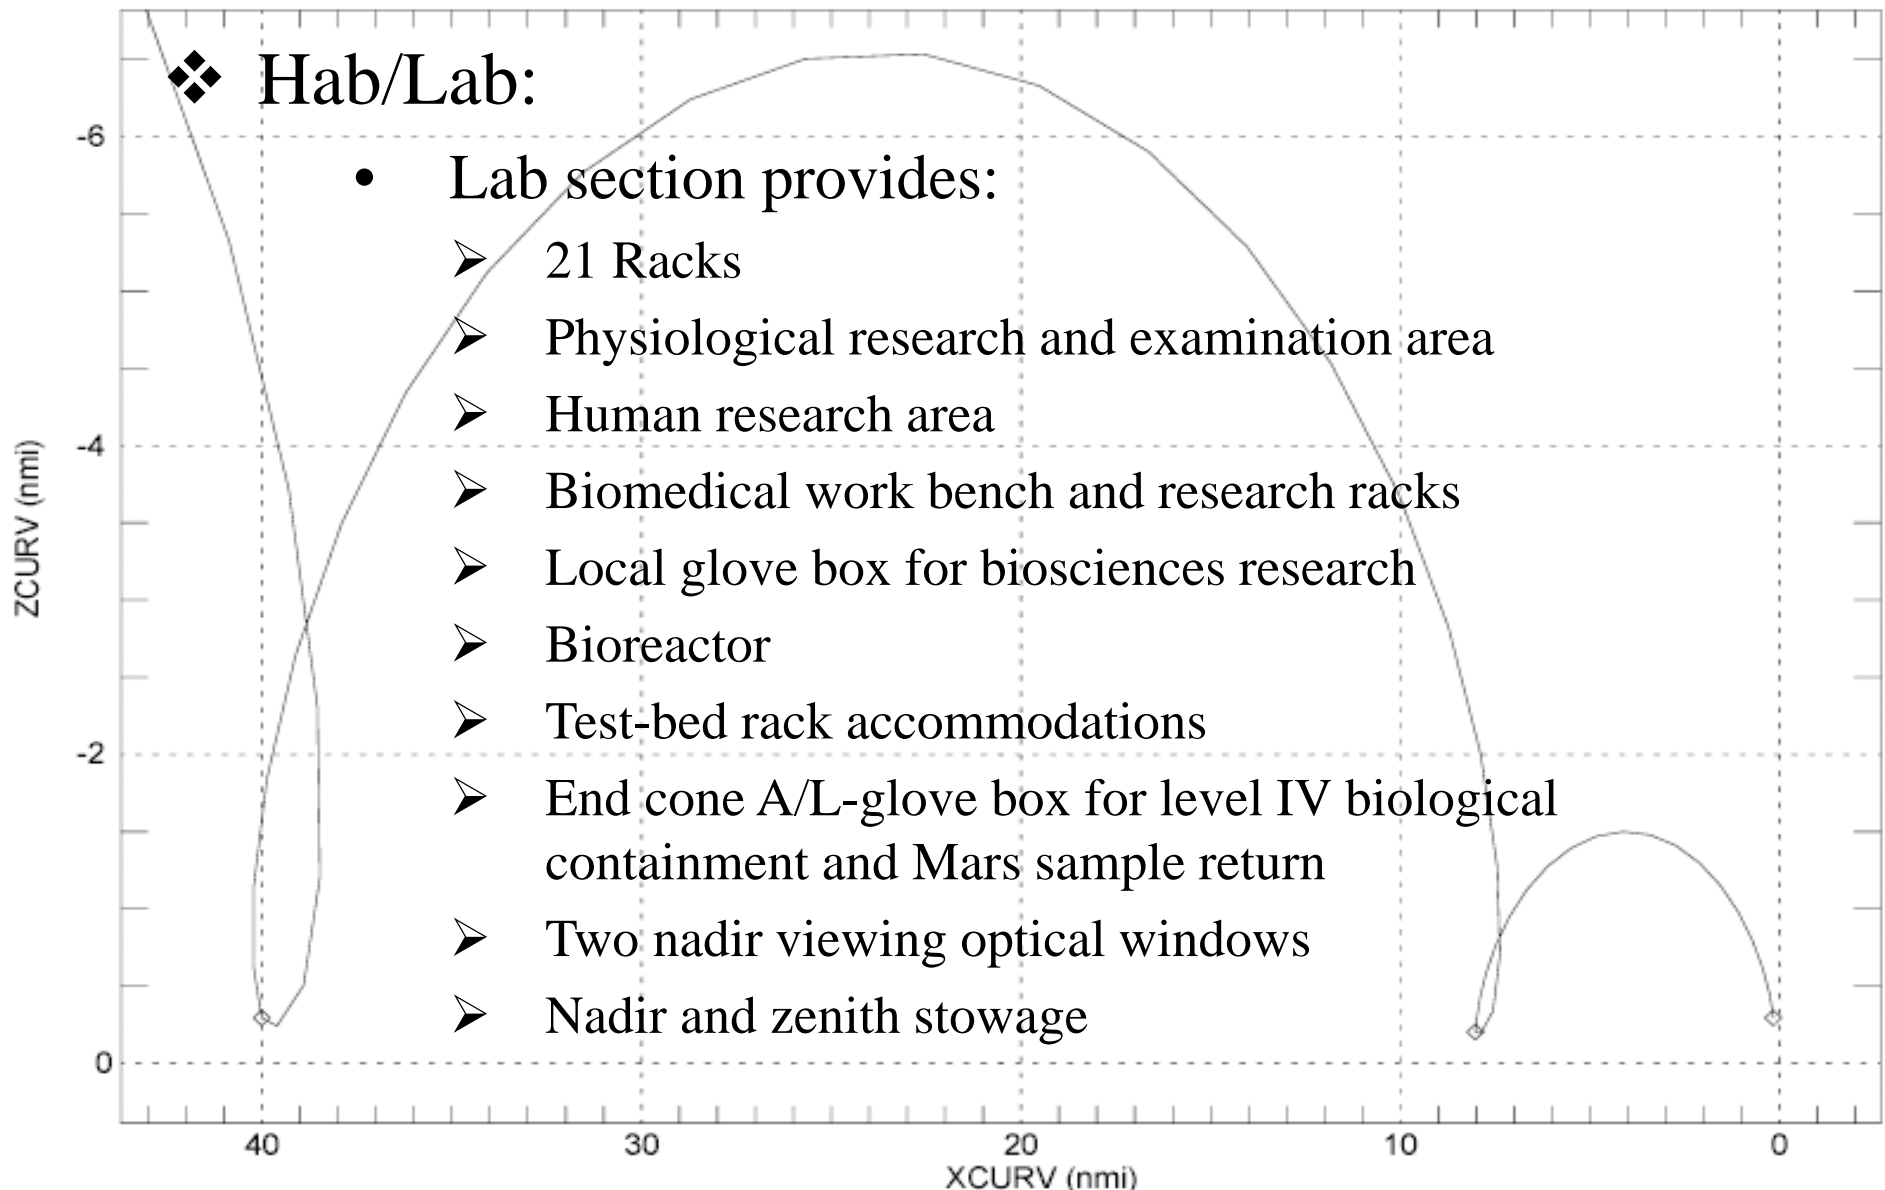 ❖ Hab/Lab:
-6
• Lab section provides:
➢ 21 Racks
➢ Physiological research and examination area
➢ Human research area
-4
ZCURV (nmi)
➢ Biomedical work bench and research racks
➢ Local glove box for biosciences research
➢ Bioreactor
➢ Test-bed rack accommodations
-2
➢ End cone A/L-glove box for level IV biological
containment and Mars sample return
➢ Two nadir viewing optical windows
➢ Nadir and zenith stowage
0
40 30 20 10 0
XCURV (nmi)